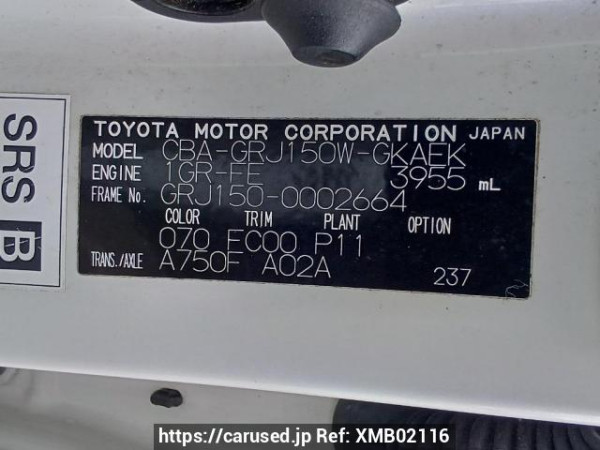 SRS B
TOYOTA MOTOR CORPORATION JAPAN
MODEL CBA-GRJ150W-GKAEK
ENGINE 1GR-FE 3955 mL
FRAME No. GRJ150-0002664
COLOR TRIM PLANT OPTION
070 FC00 P11
TRANS./AXLE A750F A02A
237
https://carused.jp Ref: XMB02116